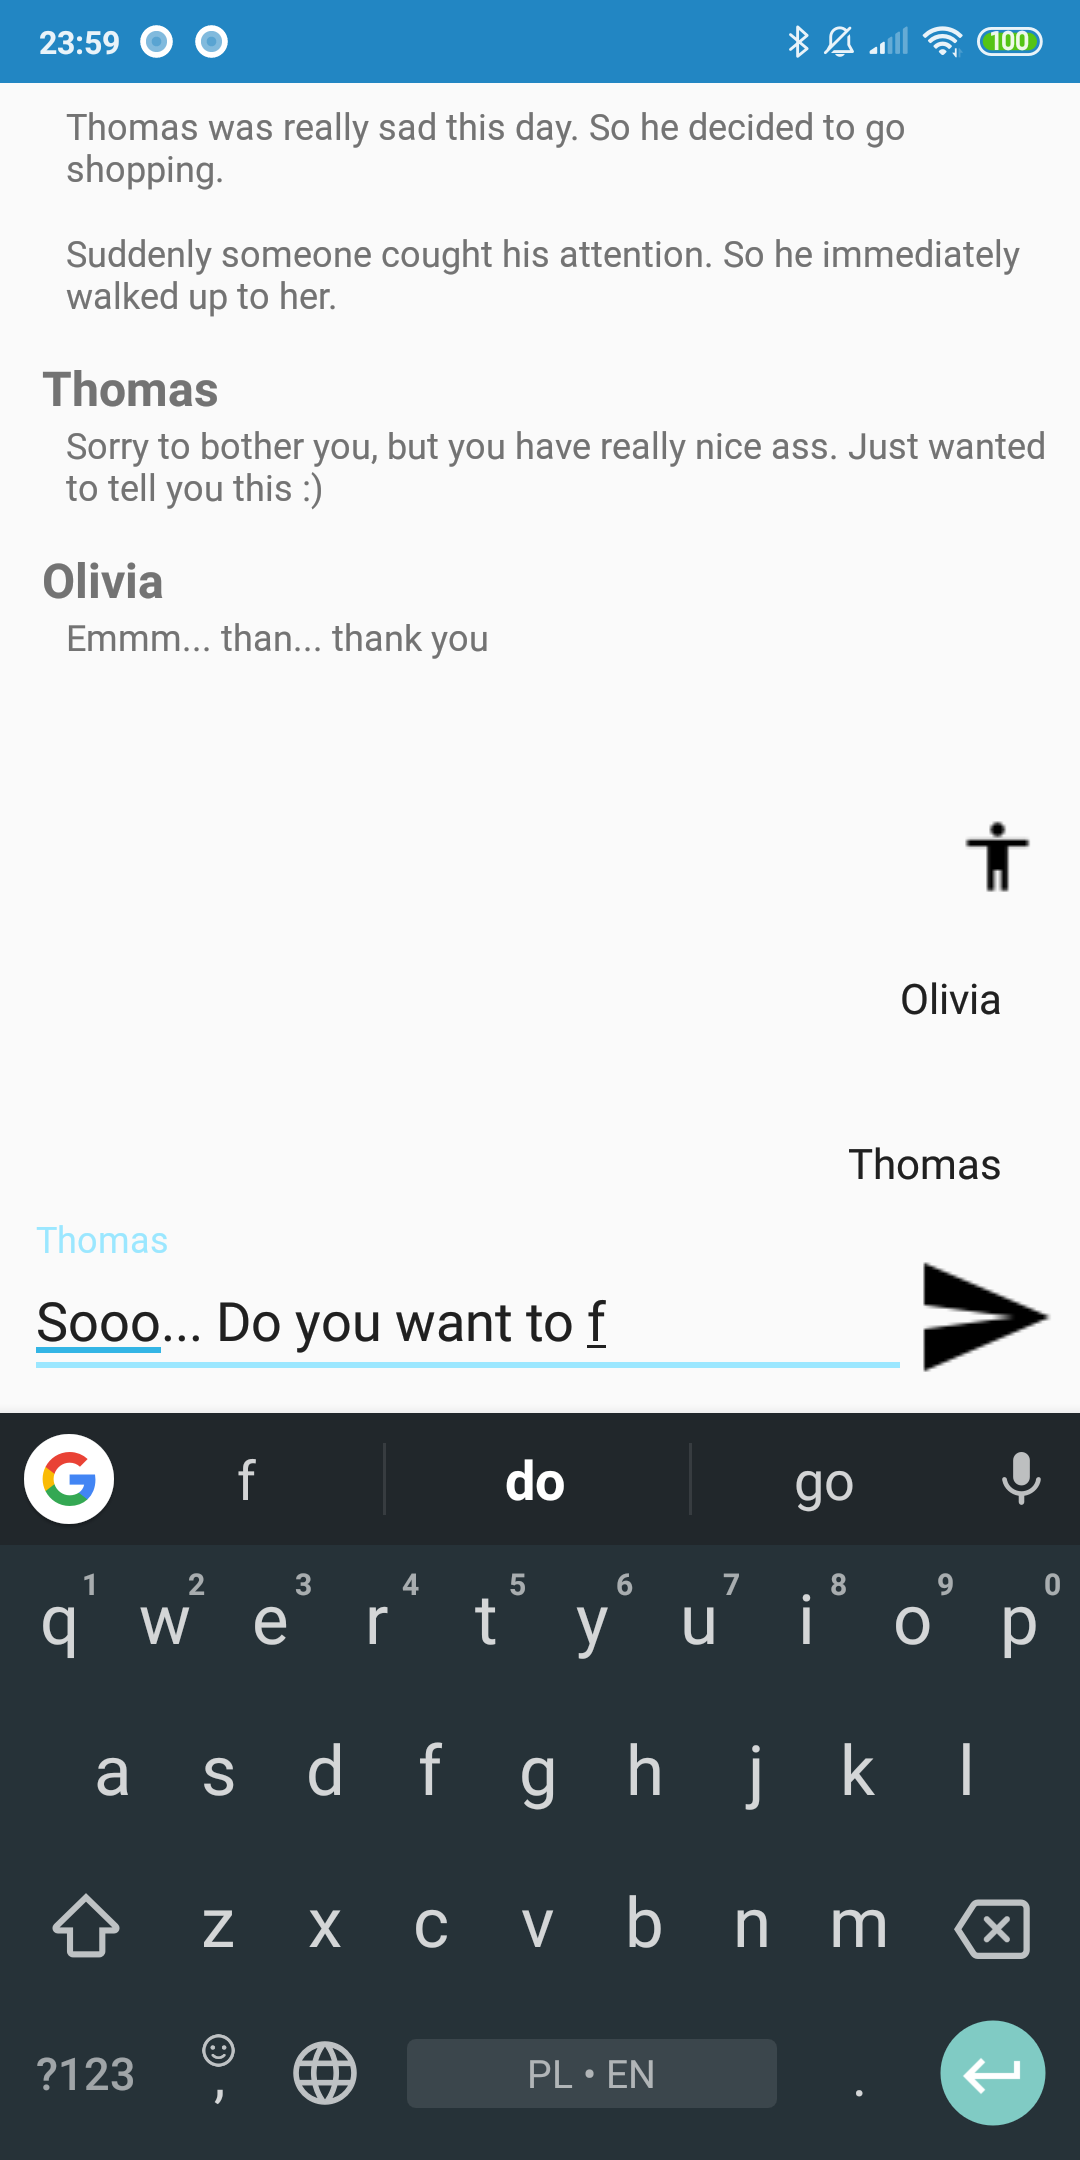 23:59
100
Thomas was really sad this day. So he decided to go
shopping.
Suddenly someone cought his attention. So he immediately
walked up to her.
Thomas
Sorry to bother you, but you have really nice ass. Just wanted
to tell you this :)
Olivia
Emmm... than... thank you
Olivia
Thomas
Thomas
Sooo... Do you want to f
G f do go
1 2 3 4 5 6 7 8 9 0
q w e r t y u i o p
a s d f g h j k l
z x c v b n m
?123 , PL • EN .